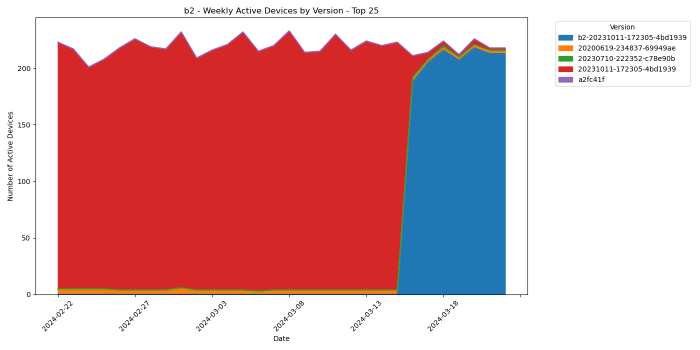 b2 - Weekly Active Devices by Version - Top 25
Number of Active Devices
200
150
100
50
0
2024-02-22
2024-02-27
2024-03-03
2024-03-08
2024-03-13
2024-03-18
Date
Version
b2-20231011-172305-4bd1939
20200619-234837-69949ae
20230710-222352-c78e90b
20231011-172305-4bd1939
a2fc41f